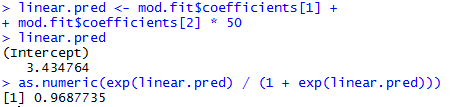 > linear.pred <- mod.fit$coefficients[1] +
+ mod.fit$coefficients[2] * 50
> linear.pred
(Intercept)
3.434764
> as.numeric(exp(linear.pred) / (1 + exp(linear.pred)))
[1] 0.9687735